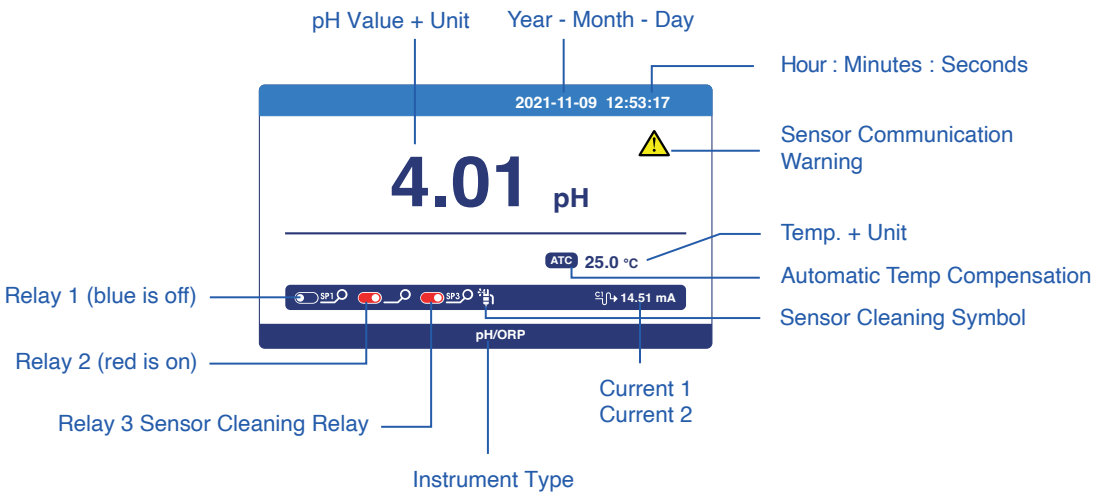 pH Value + Unit
Year - Month - Day
Hour : Minutes : Seconds
2021-11-09 12:53:17
Sensor Communication
Warning
4.01 pH
Temp. + Unit
ATC 25.0 °C
Automatic Temp Compensation
Relay 1 (blue is off)
SP1
SP3
C1
14.51 mA
Sensor Cleaning Symbol
pH/ORP
Relay 2 (red is on)
Current 1
Current 2
Relay 3 Sensor Cleaning Relay
Instrument Type